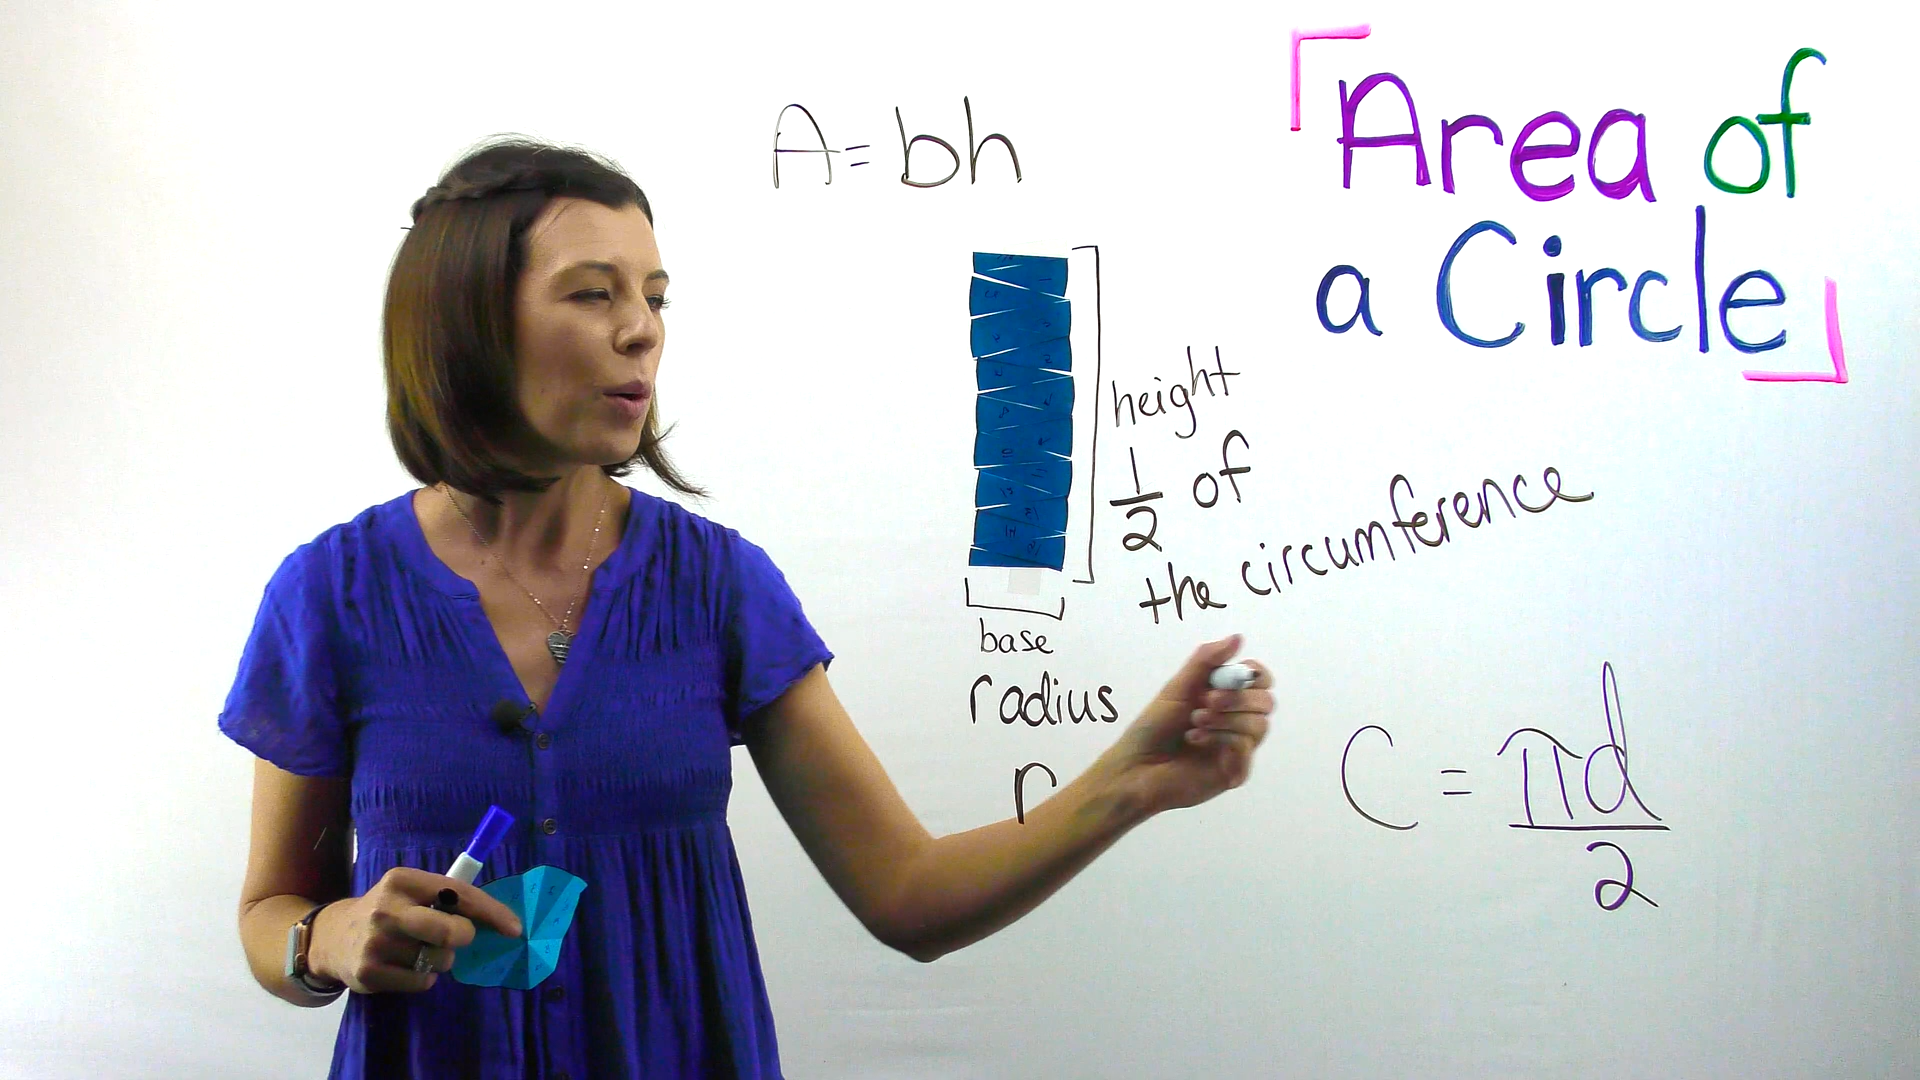 A = bh
Area of
a Circle
height
1/2 of
the circumference
base
radius
r
C = πd/2